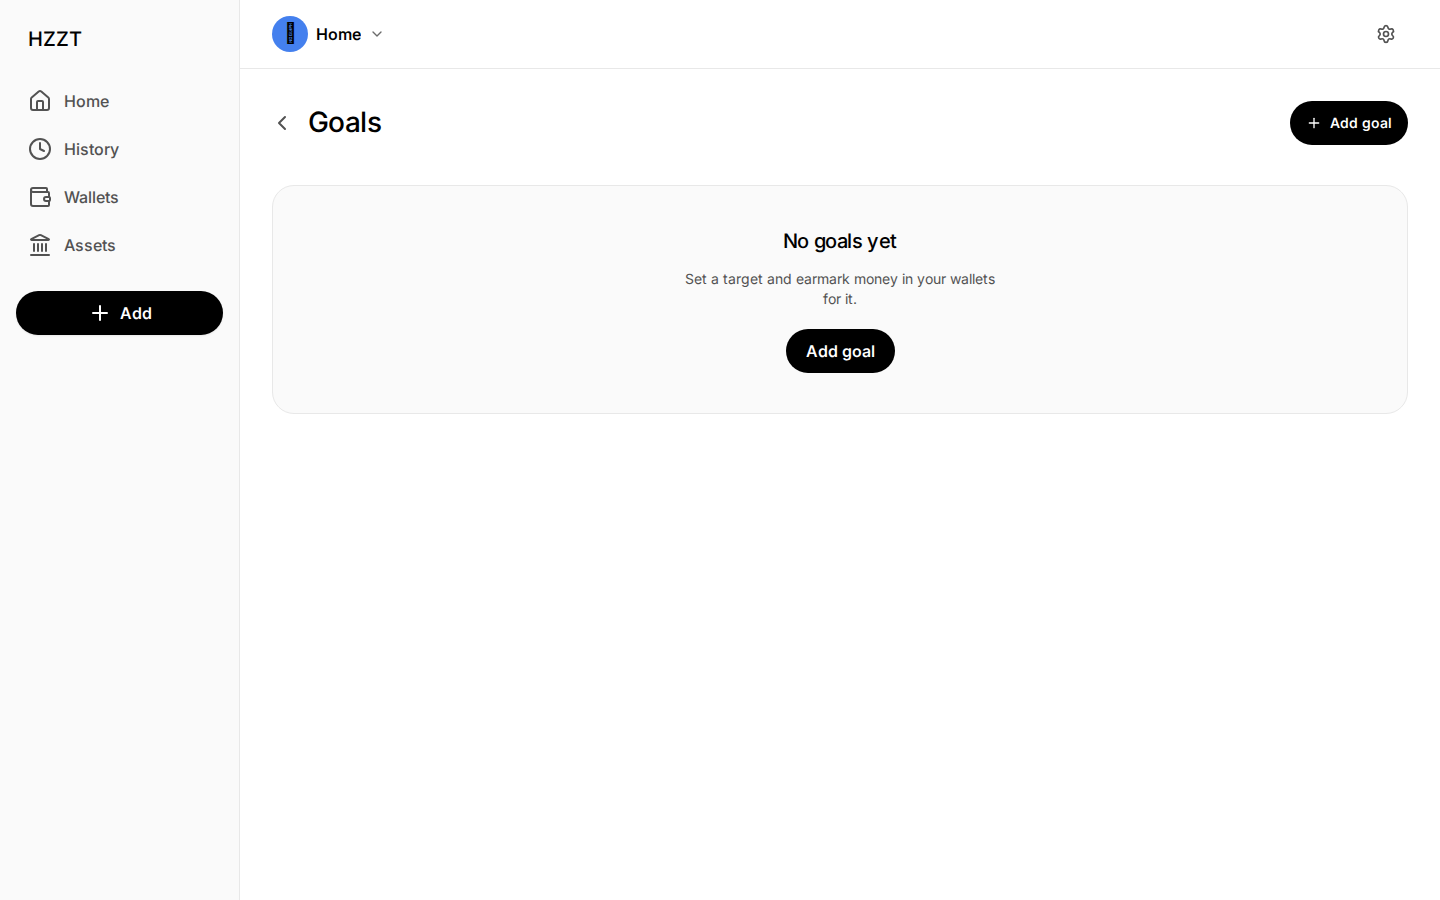 HZZT
Home
History
Wallets
Assets
Add
Home
Goals
Add goal
No goals yet
Set a target and earmark money in your wallets
for it.
Add goal